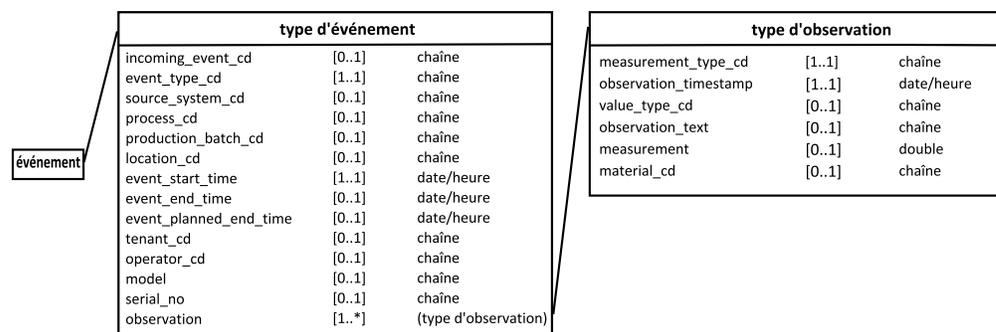 type d'événement
incoming_event_cd [0..1] chaîne
event_type_cd [1..1] chaîne
source_system_cd [0..1] chaîne
process_cd [0..1] chaîne
production_batch_cd [0..1] chaîne
location_cd [0..1] chaîne
event_start_time [1..1] date/heure
event_end_time [0..1] date/heure
event_planned_end_time [0..1] date/heure
tenant_cd [0..1] chaîne
operator_cd [0..1] chaîne
model [0..1] chaîne
serial_no [0..1] chaîne
observation [1..*] (type d'observation)
événement
type d'observation
measurement_type_cd [1..1] chaîne
observation_timestamp [1..1] date/heure
value_type_cd [0..1] chaîne
observation_text [0..1] chaîne
measurement [0..1] double
material_cd [0..1] chaîne